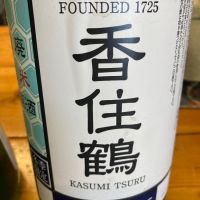 FOUNDED 1725
香住鶴
KASUMI TSURU